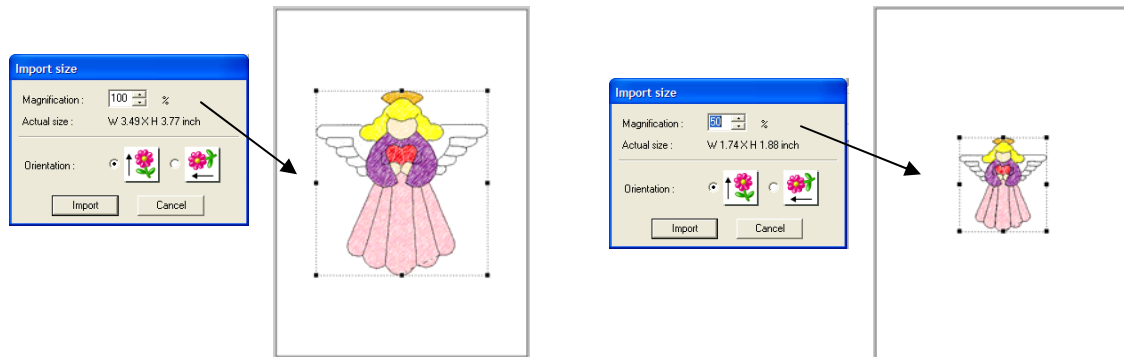 Import size
Magnification : 100 %
Actual size : W 3.49 X H 3.77 inch
Orientation :
Import Cancel
Import size
Magnification : 50 %
Actual size : W 1.74 X H 1.88 inch
Orientation :
Import Cancel